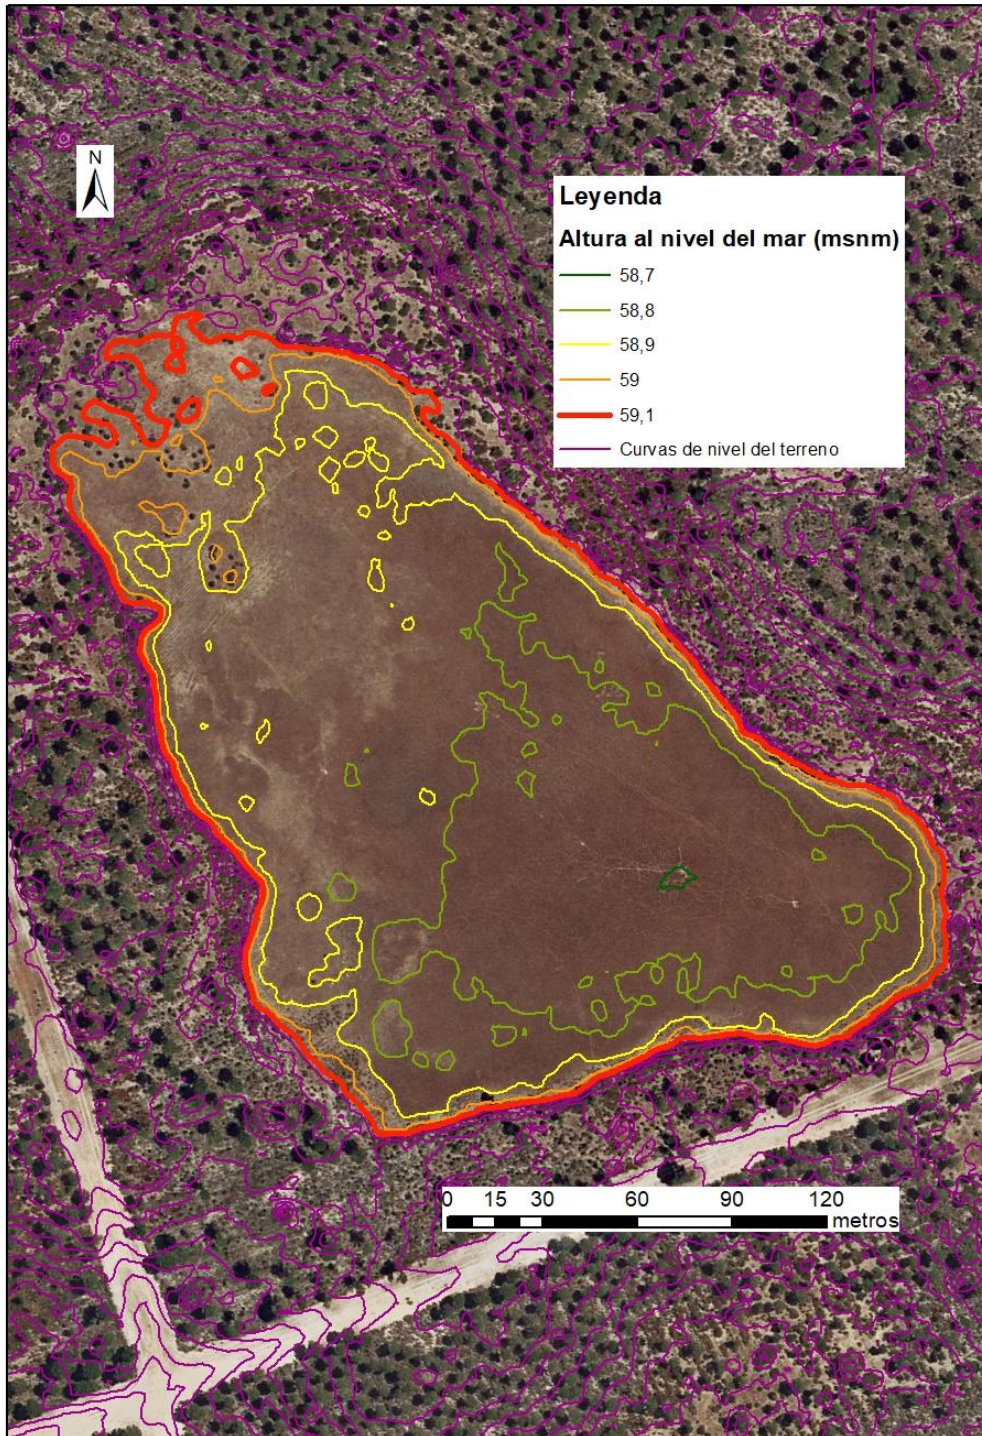 N
Leyenda
Altura al nivel del mar (msnm)
58,7
58,8
58,9
59
59,1
Curvas de nivel del terreno
0 15 30 60 90 120
metros